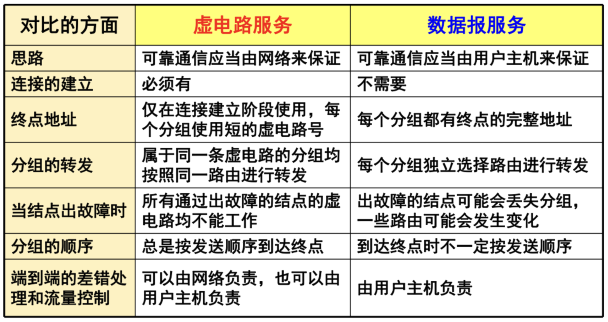 对比的方面
虚电路服务
数据报服务
思路
可靠通信应当由网络来保证
可靠通信应当由用户主机来保证
连接的建立
必须有
不需要
终点地址
仅在连接建立阶段使用，每
个分组使用短的虚电路号
每个分组都有终点的完整地址
分组的转发
属于同一条虚电路的分组均
按照同一路由进行转发
每个分组独立选择路由进行转发
当结点出故障时
所有通过出故障的结点的虚
电路均不能工作
出故障的结点可能会丢失分组，
一些路由可能会发生变化
分组的顺序
总是按发送顺序到达终点
到达终点时不一定按发送顺序
端到端的差错处
理和流量控制
可以由网络负责，也可以由
用户主机负责
由用户主机负责